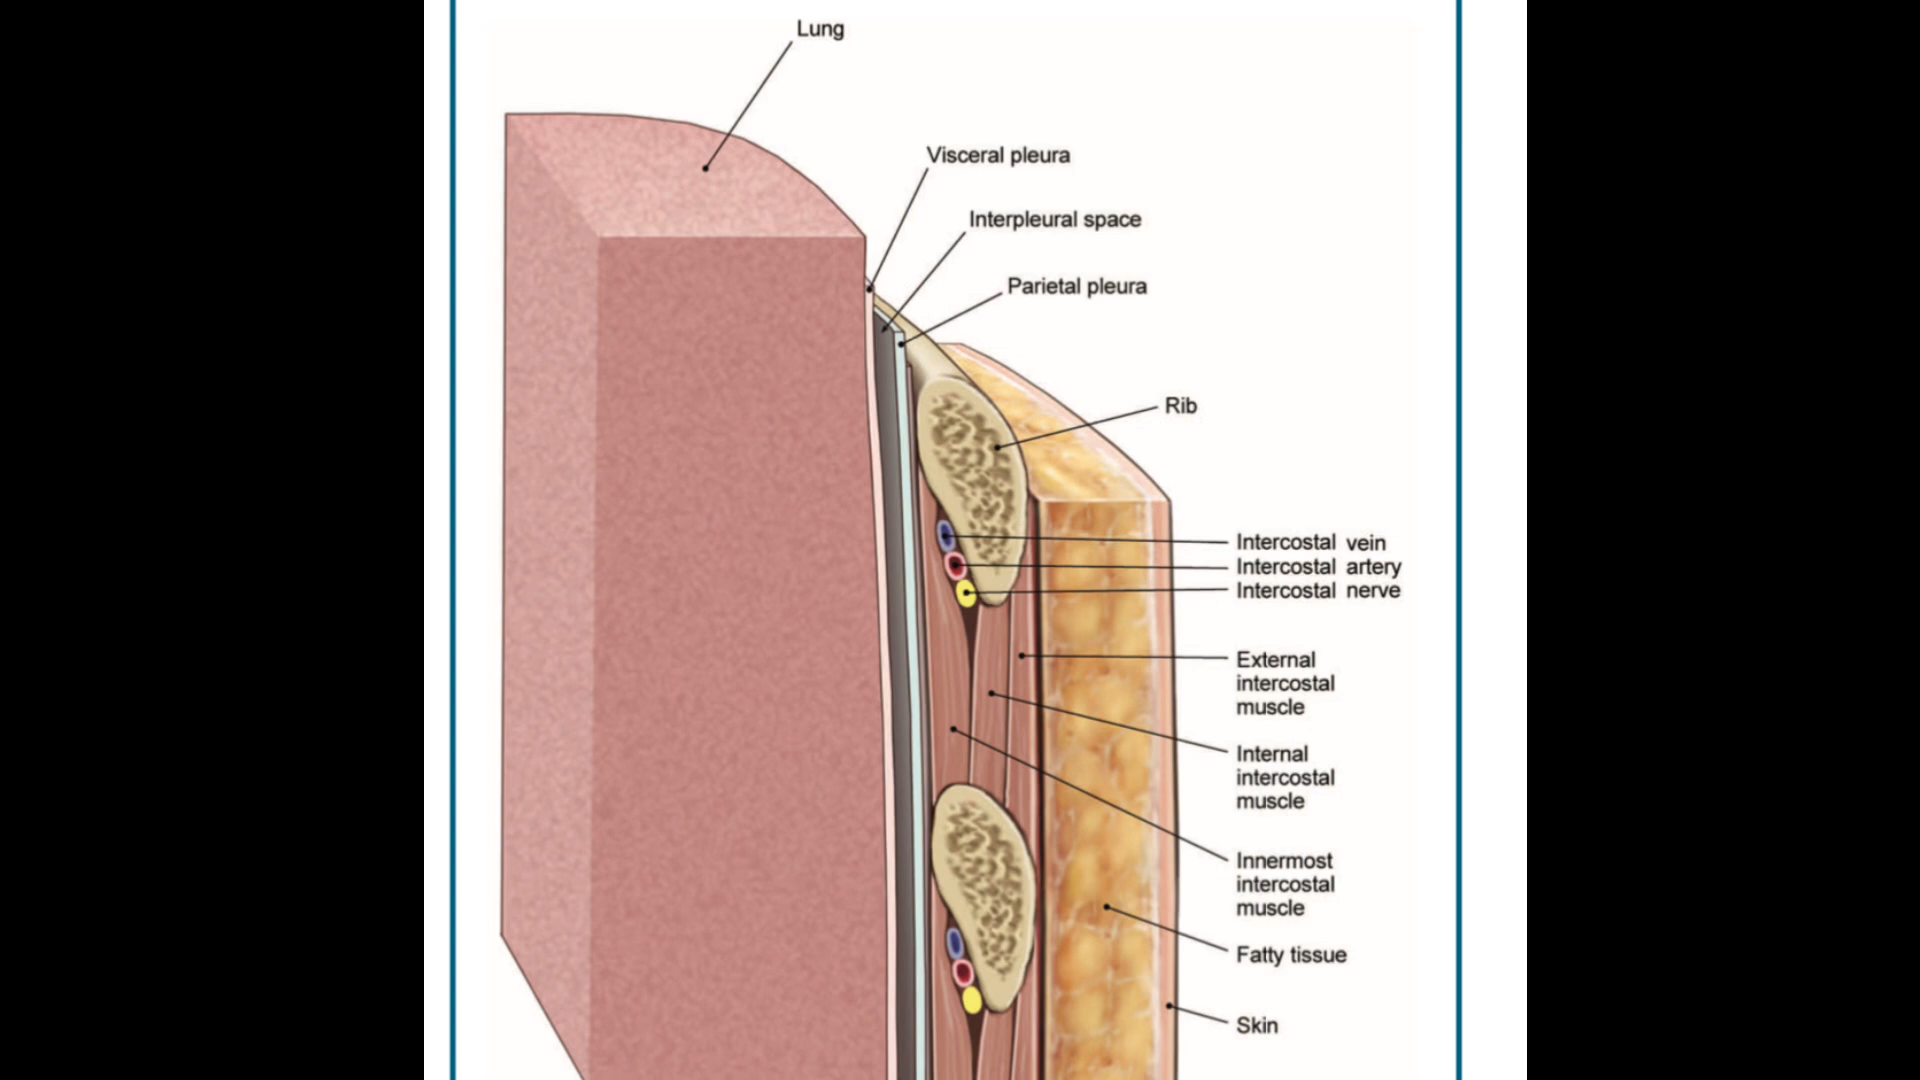 Lung
Visceral pleura
Interpleural space
Parietal pleura
Rib
Intercostal vein
Intercostal artery
Intercostal nerve
External
intercostal
muscle
Internal
intercostal
muscle
Innermost
intercostal
muscle
Fatty tissue
Skin